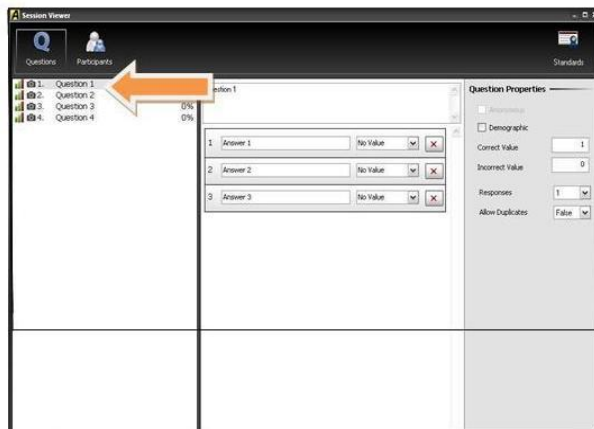 Session Viewer
Q
Questions
Participants
Standards
1. Question 1
2. Question 2
3. Question 3 0%
4. Question 4 0%
estion 1
1 Answer 1 No Value
2 Answer 2 No Value
3 Answer 3 No Value
Question Properties
Anonymous
Demographic
Correct Value 1
Incorrect Value 0
Responses 1
Allow Duplicates False